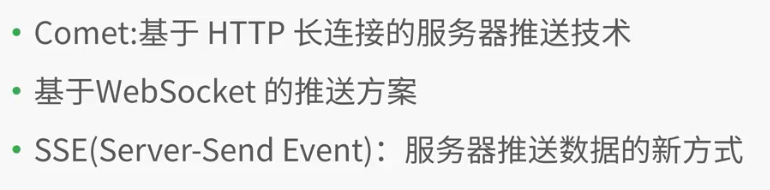 • Comet:基于 HTTP 长连接的服务器推送技术
• 基于WebSocket 的推送方案
• SSE(Server-Send Event)：服务器推送数据的新方式